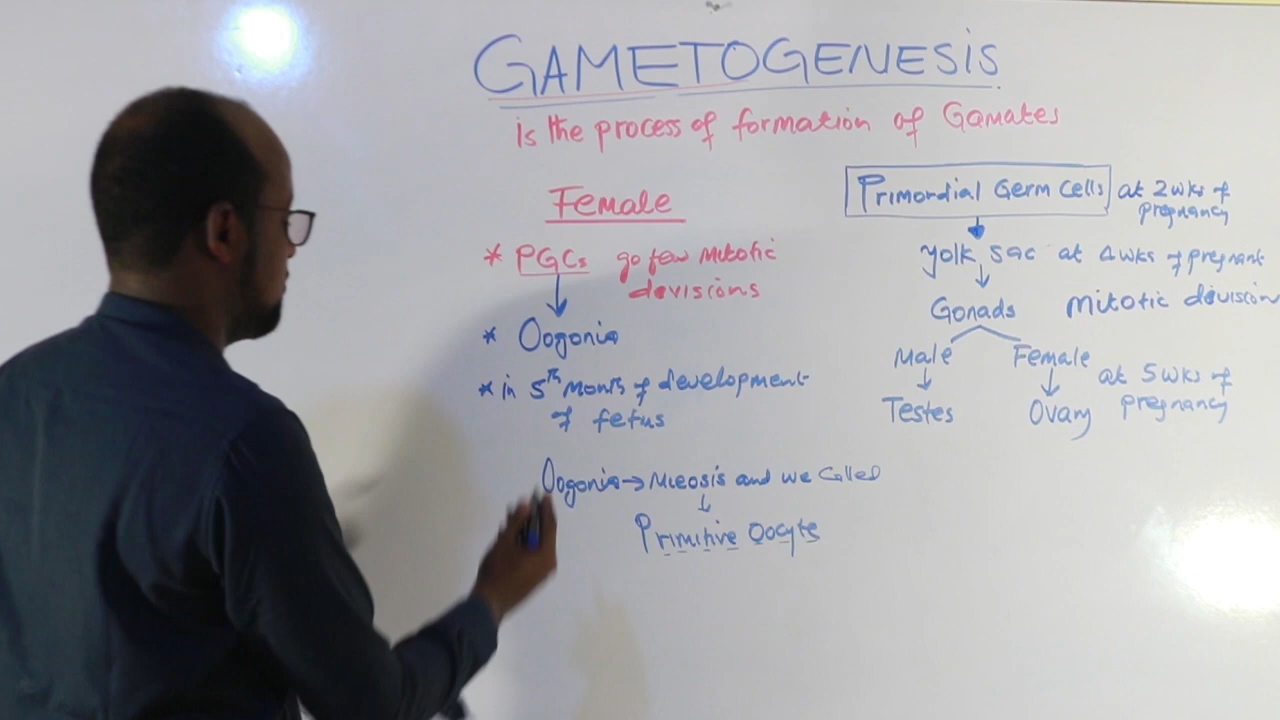 GAMETOGENESIS
is the process of formation of Gamates
Female
* PGCs go few mitotic
devisions
* Oogonia
* in 5th month of development
of fetus
Oogonia → Mieosis and we Called
↓
Primitive Oocyte
Primordial Germ Cells at 2wks of
pregnancy
yolk sac at 4wks of pregnant
↓
Gonads mitotic division
Male Female
↓ ↓ at 5wks of
Testes Ovary pregnancy